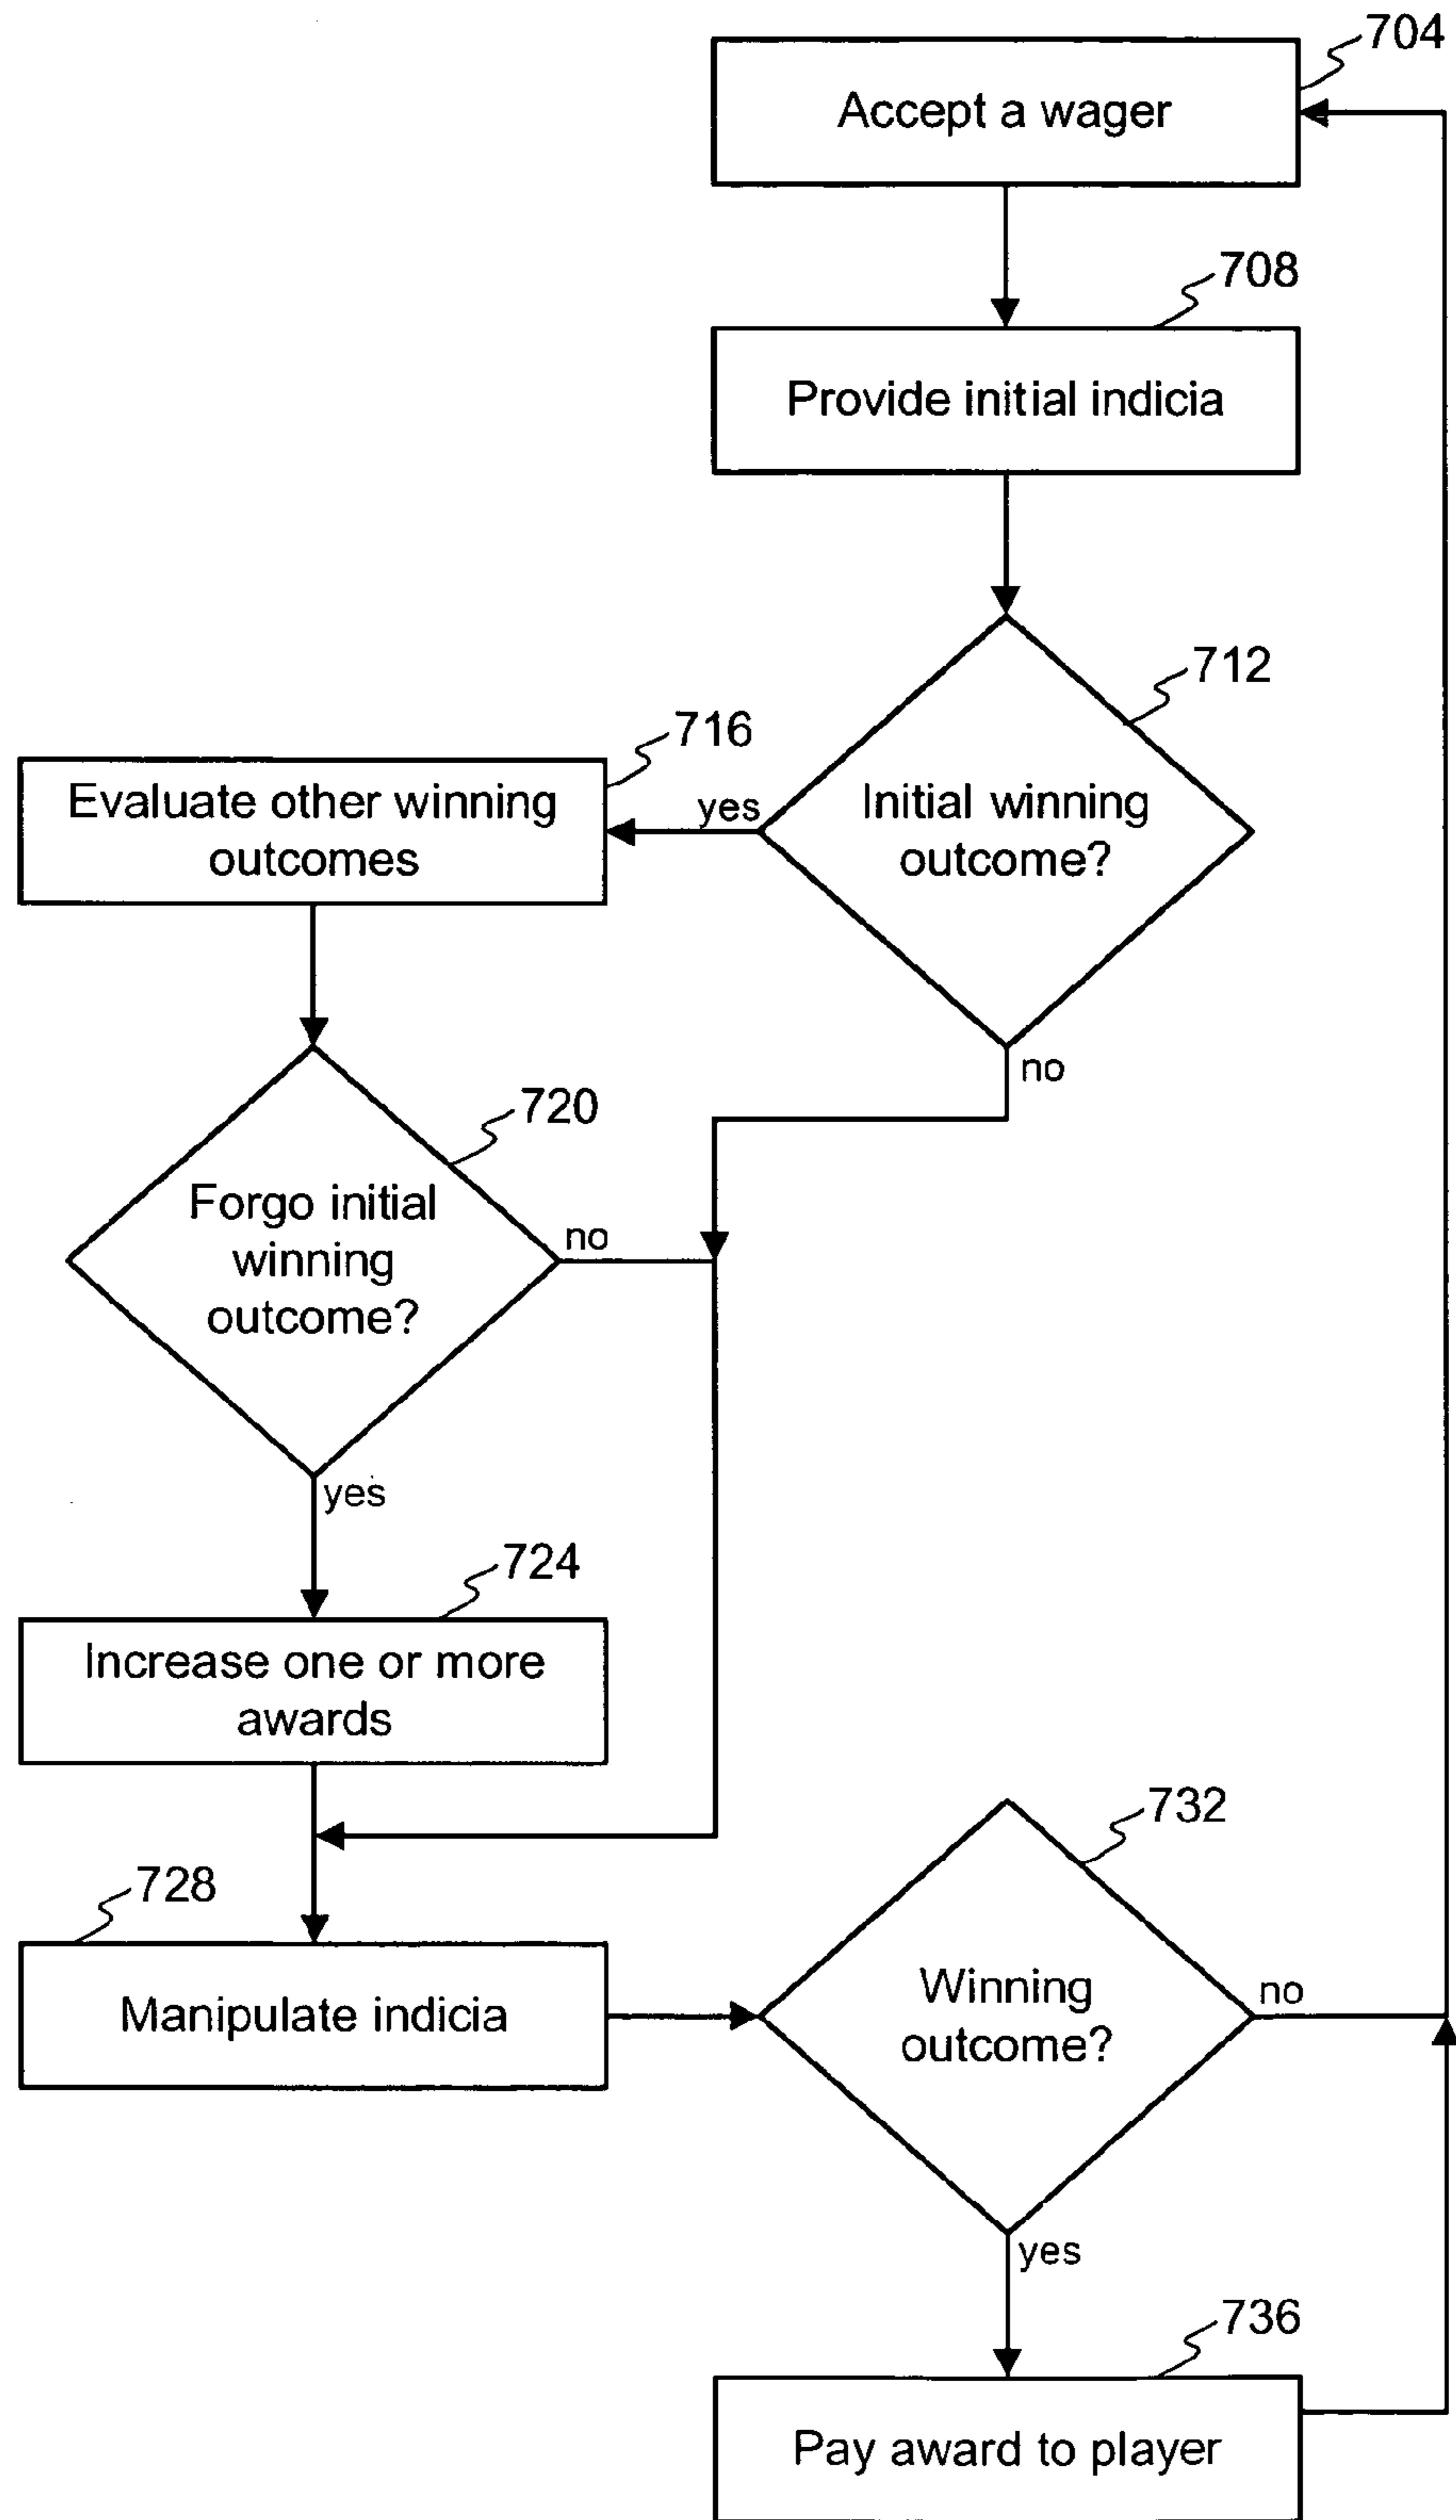 704
Accept a wager
708
Provide initial indicia
712
Initial winning
outcome?
yes
716
Evaluate other winning
outcomes
no
720
Forgo initial
winning
outcome?
no
yes
724
Increase one or more
awards
728
Manipulate indicia
732
Winning
outcome?
no
yes
736
Pay award to player